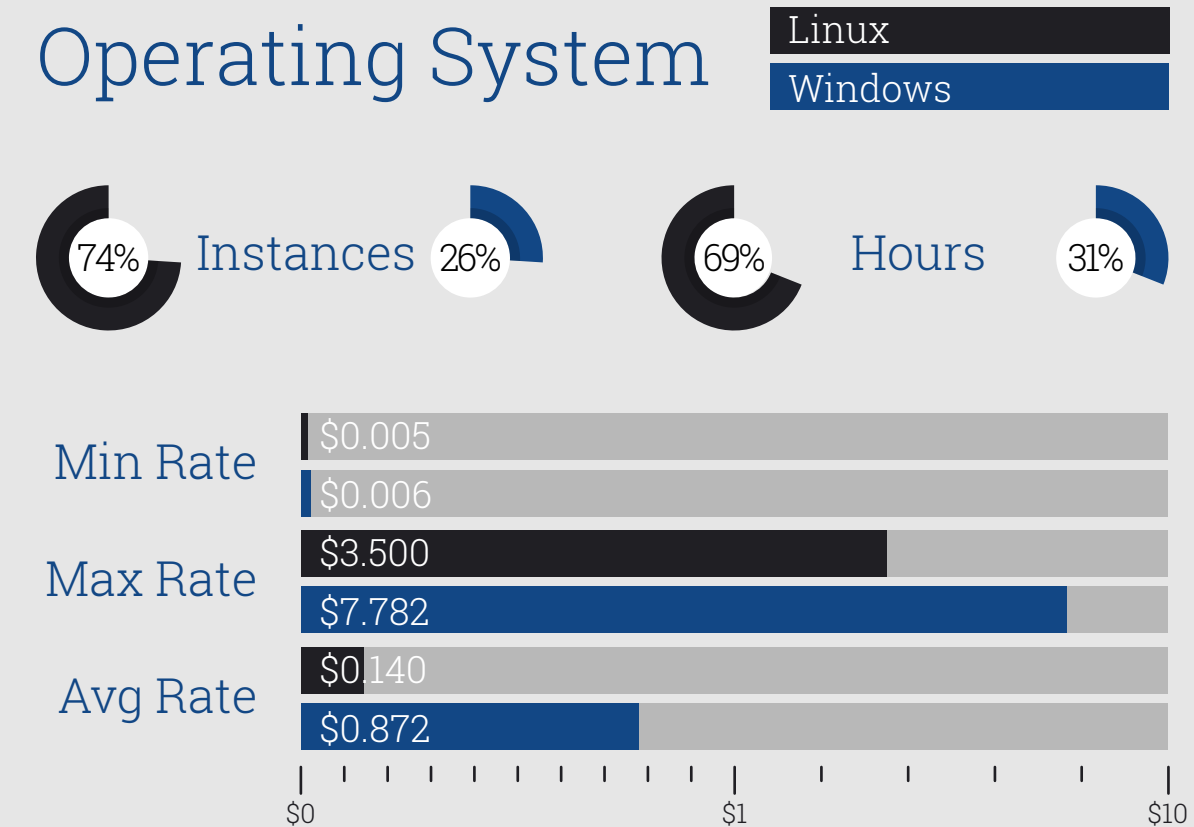 Operating System
Linux
Windows
74%
Instances
26%
69%
Hours
31%
Min Rate
$0.005
$0.006
Max Rate
$3.500
$7.782
Avg Rate
$0.140
$0.872
$0
$1
$10